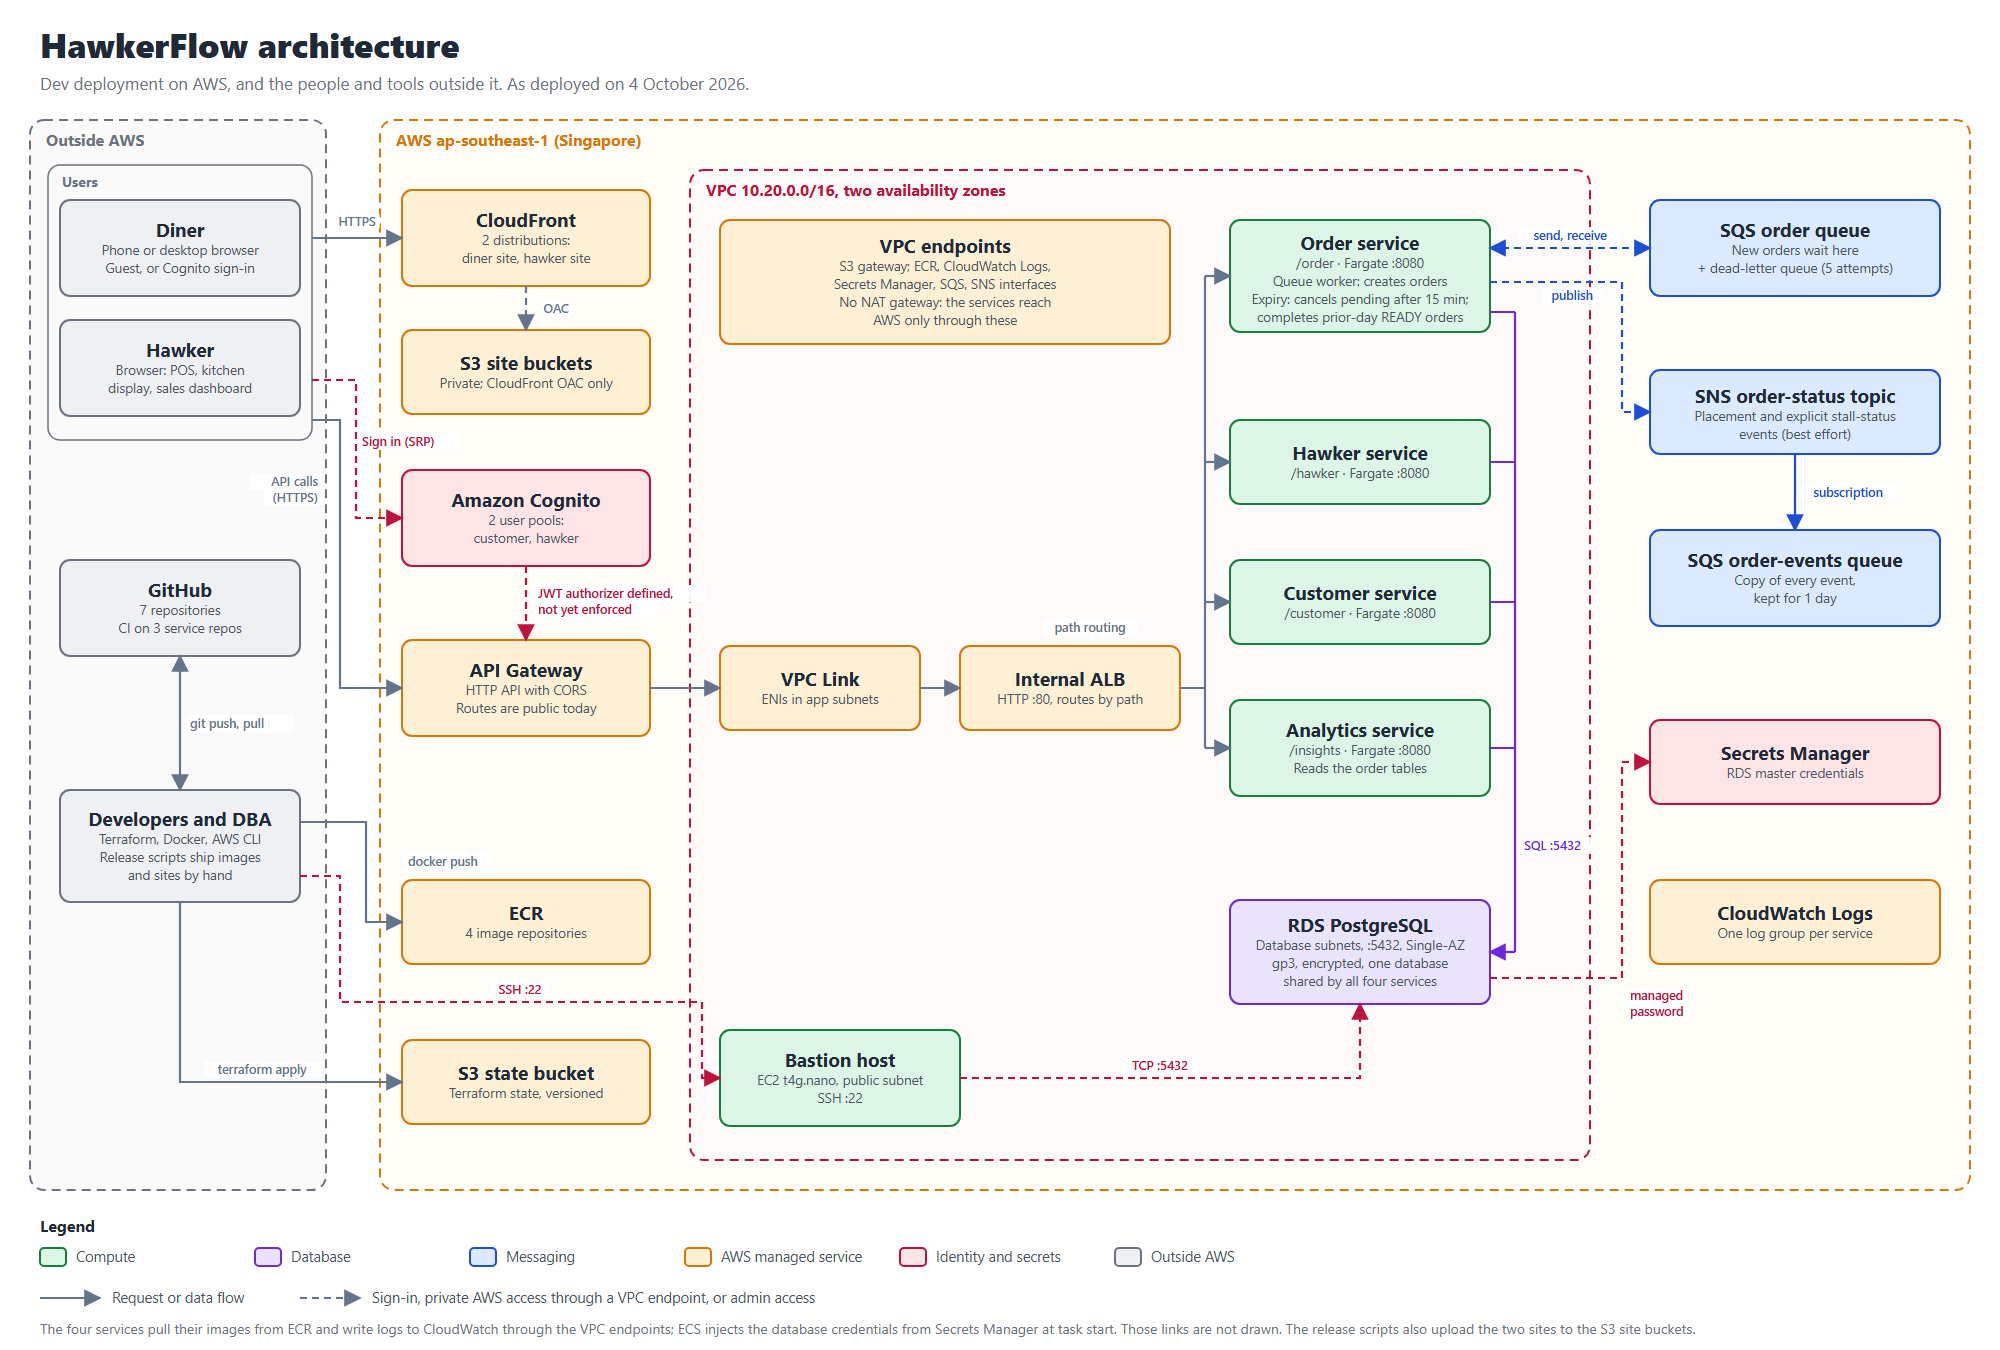 HawkerFlow architecture
Dev deployment on AWS, and the people and tools outside it. As deployed on 4 October 2026.
Outside AWS
Users
Diner
Phone or desktop browser
Guest, or Cognito sign-in
Hawker
Browser: POS, kitchen
display, sales dashboard
HTTPS
Sign in (SRP)
API calls
(HTTPS)
GitHub
7 repositories
CI on 3 service repos
git push, pull
Developers and DBA
Terraform, Docker, AWS CLI
Release scripts ship images
and sites by hand
docker push
SSH :22
terraform apply
AWS ap-southeast-1 (Singapore)
CloudFront
2 distributions:
diner site, hawker site
OAC
S3 site buckets
Private; CloudFront OAC only
Amazon Cognito
2 user pools:
customer, hawker
JWT authorizer defined,
not yet enforced
API Gateway
HTTP API with CORS
Routes are public today
ECR
4 image repositories
S3 state bucket
Terraform state, versioned
VPC 10.20.0.0/16, two availability zones
VPC endpoints
S3 gateway; ECR, CloudWatch Logs,
Secrets Manager, SQS, SNS interfaces
No NAT gateway: the services reach
AWS only through these
VPC Link
ENIs in app subnets
path routing
Internal ALB
HTTP :80, routes by path
Bastion host
EC2 t4g.nano, public subnet
SSH :22
TCP :5432
Order service
/order · Fargate :8080
Queue worker: creates orders
Expiry: cancels pending after 15 min;
completes prior-day READY orders
Hawker service
/hawker · Fargate :8080
Customer service
/customer · Fargate :8080
Analytics service
/insights · Fargate :8080
Reads the order tables
SQL :5432
RDS PostgreSQL
Database subnets, :5432, Single-AZ
gp3, encrypted, one database
shared by all four services
send, receive
publish
SQS order queue
New orders wait here
+ dead-letter queue (5 attempts)
SNS order-status topic
Placement and explicit stall-status
events (best effort)
subscription
SQS order-events queue
Copy of every event,
kept for 1 day
Secrets Manager
RDS master credentials
CloudWatch Logs
One log group per service
managed
password
Legend
Compute
Database
Messaging
AWS managed service
Identity and secrets
Outside AWS
Request or data flow
Sign-in, private AWS access through a VPC endpoint, or admin access
The four services pull their images from ECR and write logs to CloudWatch through the VPC endpoints; ECS injects the database credentials from Secrets Manager at task start. Those links are not drawn. The release scripts also upload the two sites to the S3 site buckets.